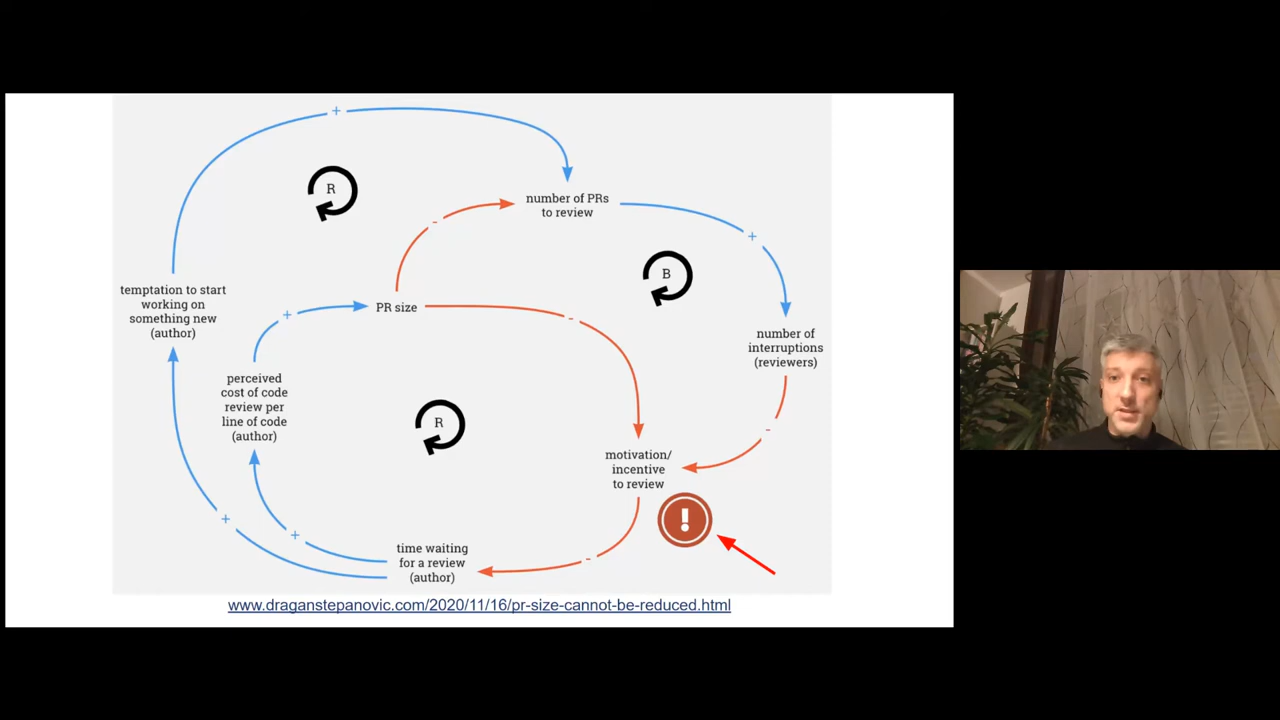 +
R
number of PRs
to review
-
+
B
temptation to start
working on
something new
(author)
+
PR size
-
number of
interruptions
(reviewers)
perceived
cost of code
review per
line of code
(author)
R
-
motivation/
incentive
to review
!
+
+
time waiting
for a review
(author)
-
www.draganstepanovic.com/2020/11/16/pr-size-cannot-be-reduced.html